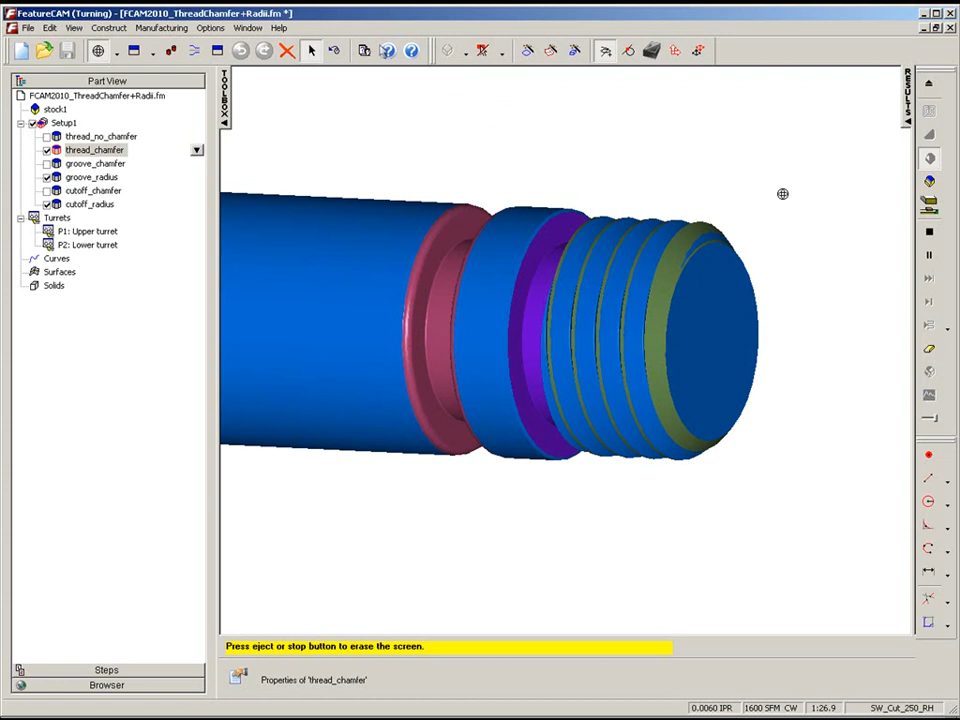 FeatureCAM (Turning) - [FCAM2010_ThreadChamfer+Radii.fm *]
File Edit View Construct Manufacturing Options Window Help
Part View
FCAM2010_ThreadChamfer+Radii.fm
stock1
Setup1
thread_no_chamfer
thread_chamfer
groove_chamfer
groove_radius
cutoff_chamfer
cutoff_radius
Turrets
P1: Upper turret
P2: Lower turret
Curves
Surfaces
Solids
Steps
Browser
TOOLBOX
RESULTS
Press eject or stop button to erase the screen.
Properties of 'thread_chamfer'
0.0060 IPR 1600 SFM CW 1:26.9 SW_Cut_250_RH